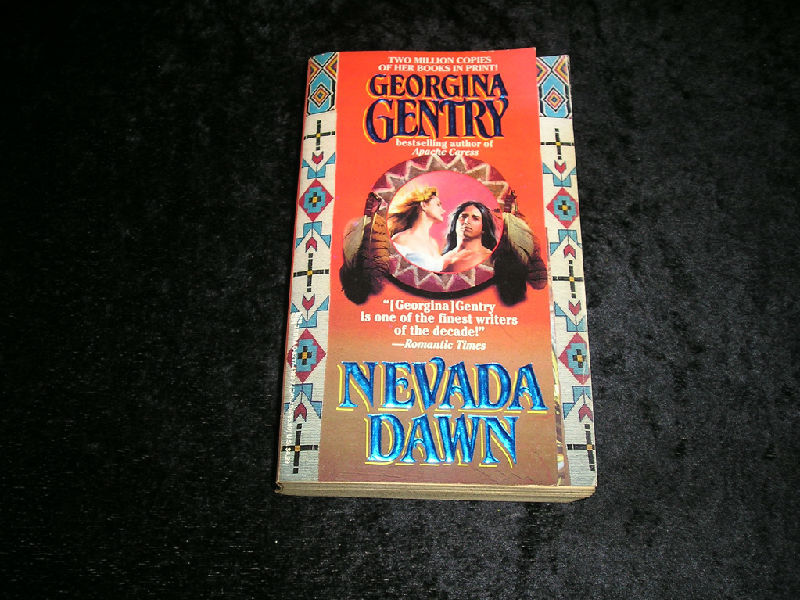 TWO MILLION COPIES
OF HER BOOKS IN PRINT!
GEORGINA
GENTRY
bestselling author of
Apache Caress
"[Georgina] Gentry
is one of the finest writers
of the decade!"
—Romantic Times
NEVADA
DAWN